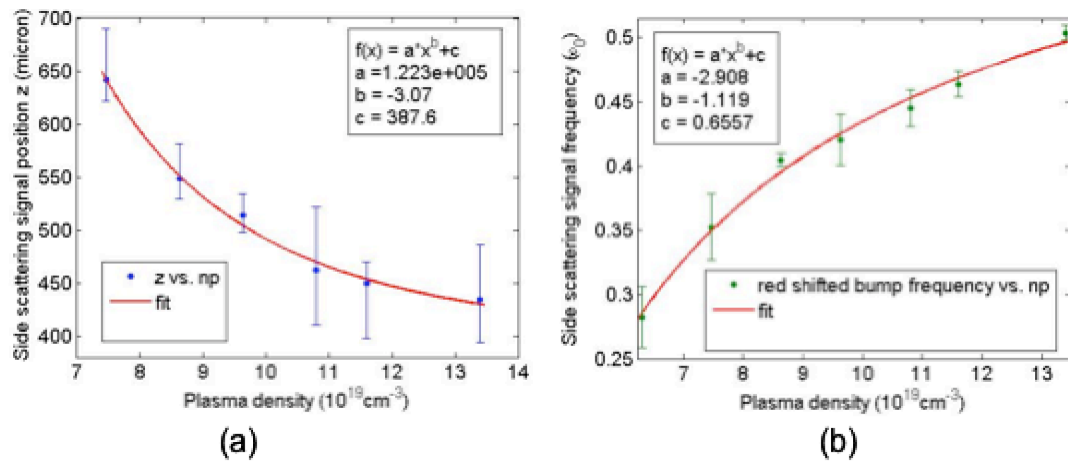 700
650
600
550
500
450
400
Side scattering signal position z (micron)
f(x) = a*x^b+c
a =1.223e+005
b = -3.07
c = 387.6
z vs. np
fit
7 8 9 10 11 12 13 14
Plasma density (10^19cm^-3)
(a)
0.5
0.45
0.4
0.35
0.3
0.25
Side scattering signal frequency (ω0)
f(x) = a*x^b+c
a = -2.908
b = -1.119
c = 0.6557
red shifted bump frequency vs. np
fit
7 8 9 10 11 12 13
Plasma density (10^19cm^-3)
(b)